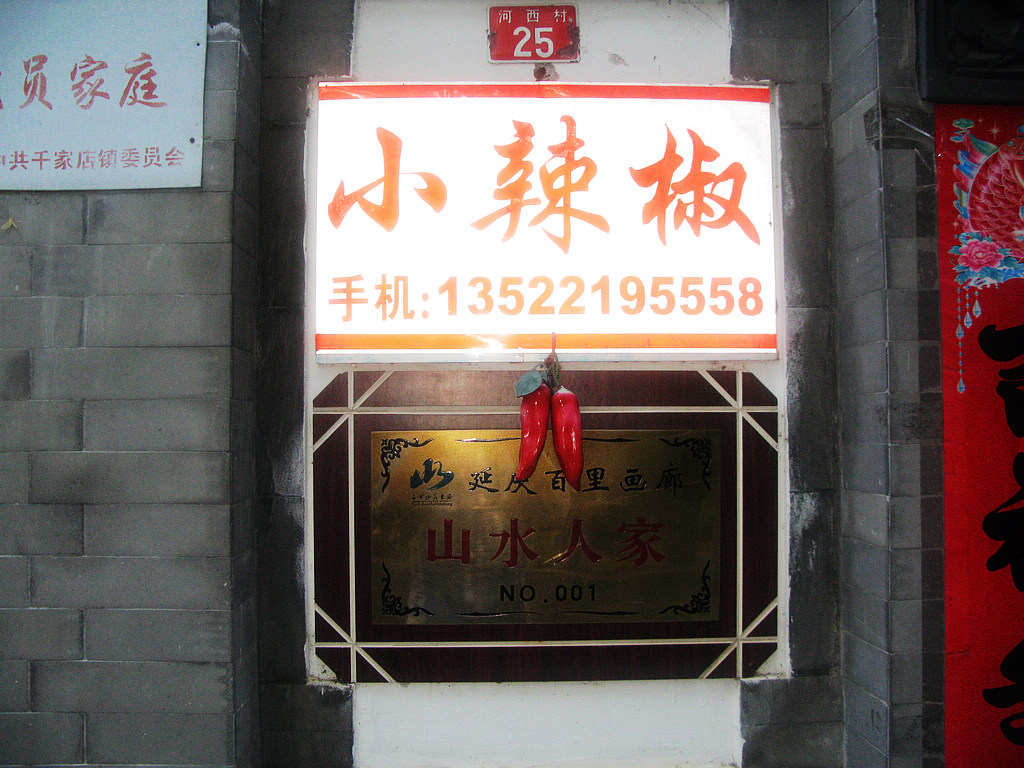 河西村
25
员家庭
中共千家店镇委员会
小辣椒
手机:13522195558
延庆百里画廊
山水人家
NO.001